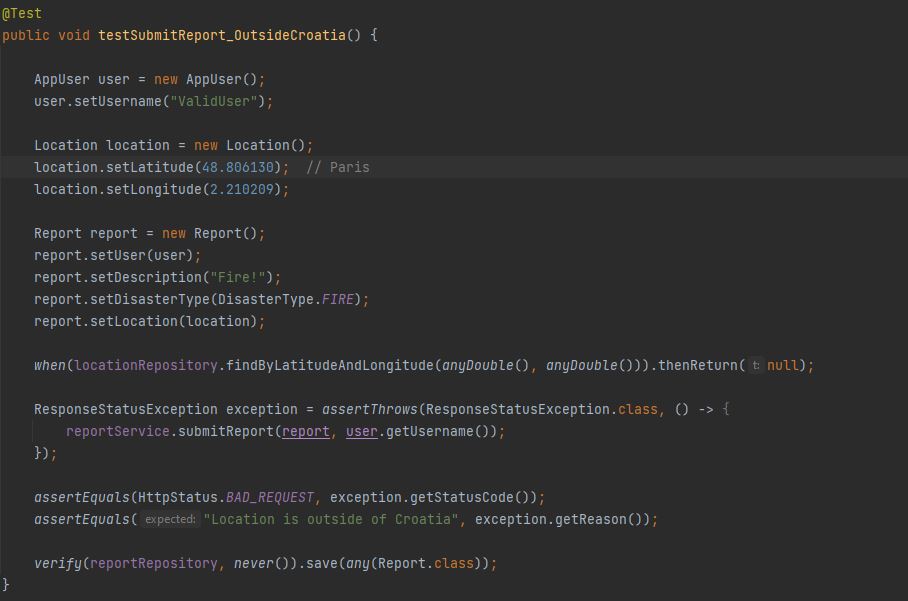 @Test
public void testSubmitReport_OutsideCroatia() {
AppUser user = new AppUser();
user.setUsername("ValidUser");
Location location = new Location();
location.setLatitude(48.806130);  // Paris
location.setLongitude(2.210209);
Report report = new Report();
report.setUser(user);
report.setDescription("Fire!");
report.setDisasterType(DisasterType.FIRE);
report.setLocation(location);
when(locationRepository.findByLatitudeAndLongitude(anyDouble(), anyDouble())).thenReturn( t: null);
ResponseStatusException exception = assertThrows(ResponseStatusException.class, () -> {
reportService.submitReport(report, user.getUsername());
});
assertEquals(HttpStatus.BAD_REQUEST, exception.getStatusCode());
assertEquals( expected: "Location is outside of Croatia", exception.getReason());
verify(reportRepository, never()).save(any(Report.class));
}